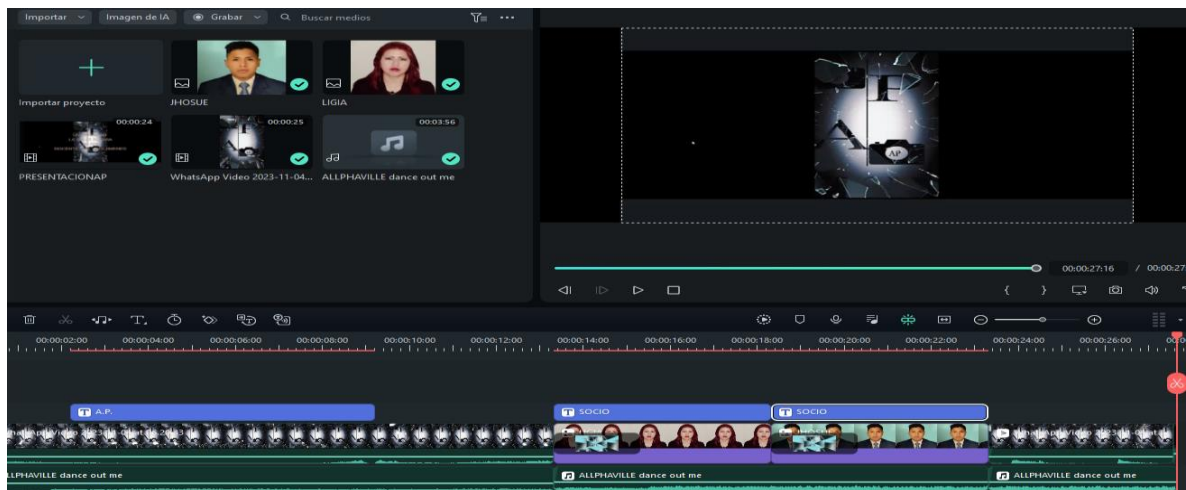 Importar
Imagen de IA
Grabar
Buscar medios
Importar proyecto
JHOSUE
LIGIA
00:00:24
00:00:25
00:03:56
PRESENTACIONAP
WhatsApp Video 2023-11-04...
ALLPHAVILLE dance out me
AP
00:00:27:16 / 00:00:27
00:00:02:00 00:00:04:00 00:00:06:00 00:00:08:00 00:00:10:00 00:00:12:00 00:00:14:00 00:00:16:00 00:00:18:00 00:00:20:00 00:00:22:00 00:00:24:00 00:00:26:00
A.P.
SOCIO
SOCIO
LLPHAVILLE dance out me
ALLPHAVILLE dance out me
ALLPHAVILLE dance out me